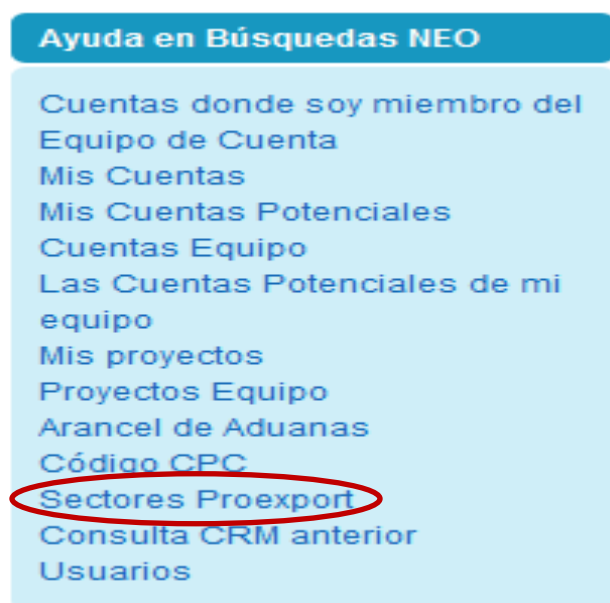 Ayuda en Búsquedas NEO
Cuentas donde soy miembro del
Equipo de Cuenta
Mis Cuentas
Mis Cuentas Potenciales
Cuentas Equipo
Las Cuentas Potenciales de mi
equipo
Mis proyectos
Proyectos Equipo
Arancel de Aduanas
Código CPC
Sectores Proexport
Consulta CRM anterior
Usuarios